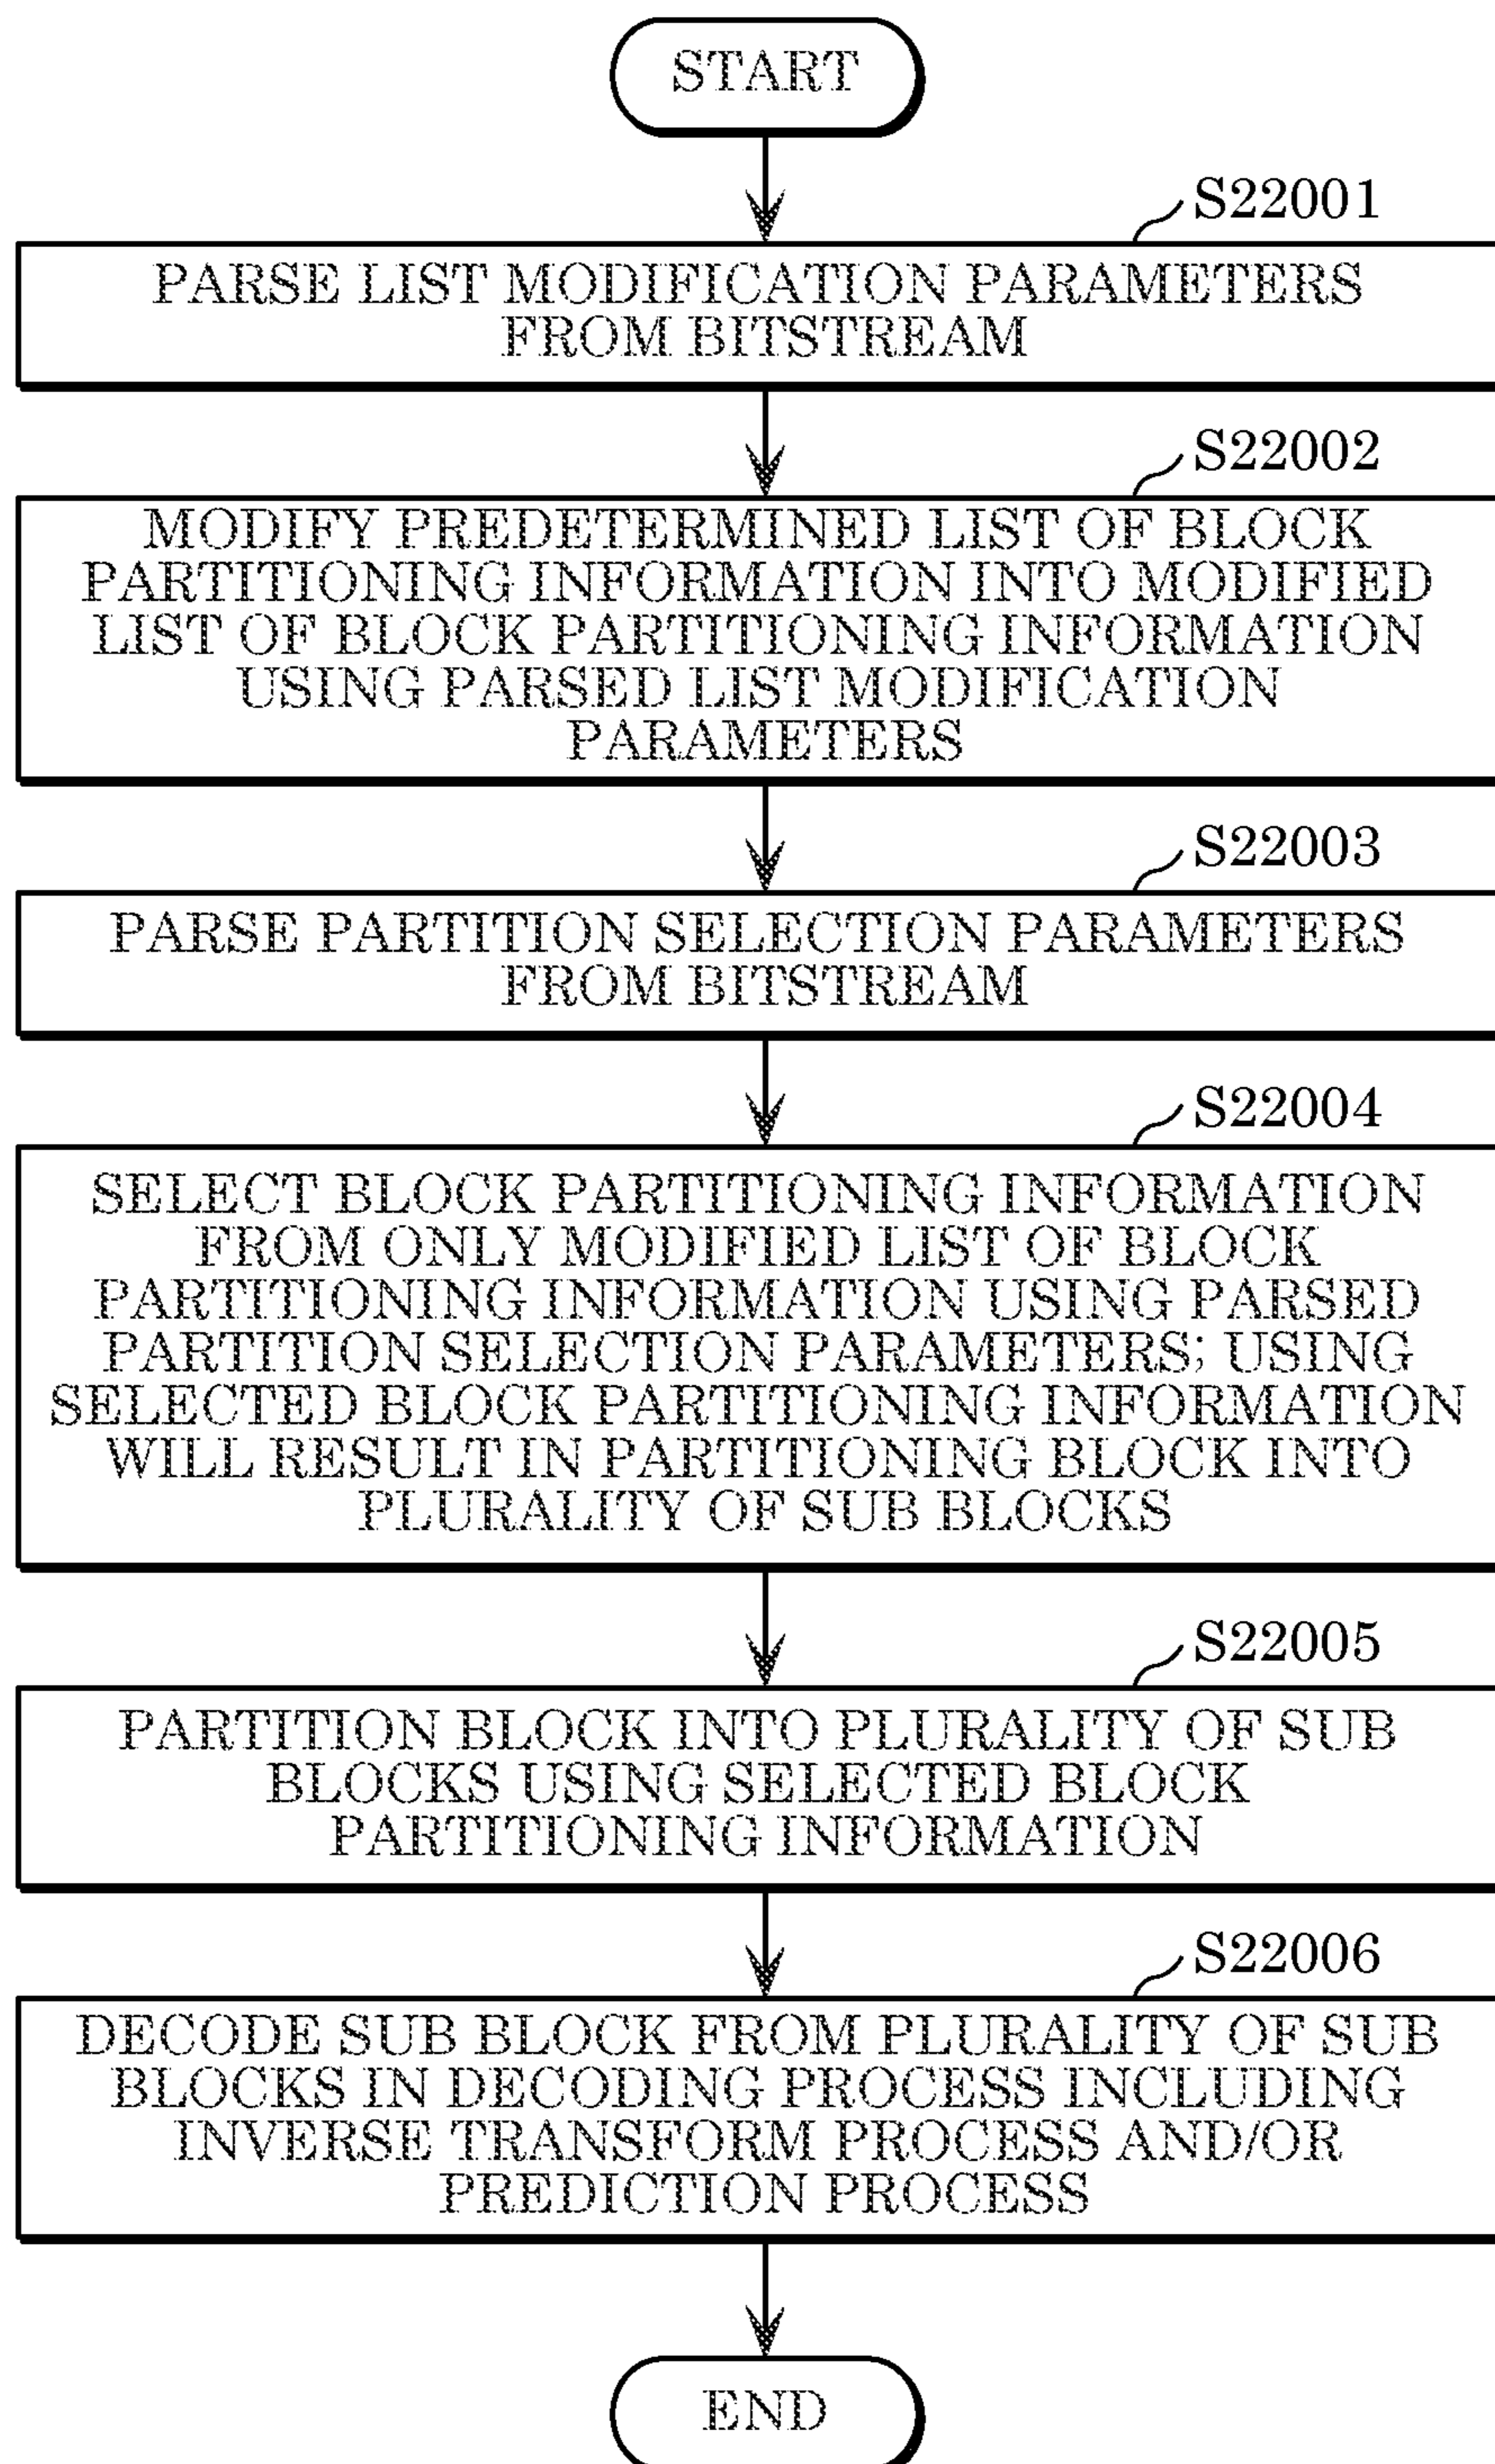 START
S22001
PARSE LIST MODIFICATION PARAMETERS
FROM BITSTREAM
S22002
MODIFY PREDETERMINED LIST OF BLOCK
PARTITIONING INFORMATION INTO MODIFIED
LIST OF BLOCK PARTITIONING INFORMATION
USING PARSED LIST MODIFICATION
PARAMETERS
S22003
PARSE PARTITION SELECTION PARAMETERS
FROM BITSTREAM
S22004
SELECT BLOCK PARTITIONING INFORMATION
FROM ONLY MODIFIED LIST OF BLOCK
PARTITIONING INFORMATION USING PARSED
PARTITION SELECTION PARAMETERS; USING
SELECTED BLOCK PARTITIONING INFORMATION
WILL RESULT IN PARTITIONING BLOCK INTO
PLURALITY OF SUB BLOCKS
S22005
PARTITION BLOCK INTO PLURALITY OF SUB
BLOCKS USING SELECTED BLOCK
PARTITIONING INFORMATION
S22006
DECODE SUB BLOCK FROM PLURALITY OF SUB
BLOCKS IN DECODING PROCESS INCLUDING
INVERSE TRANSFORM PROCESS AND/OR
PREDICTION PROCESS
END